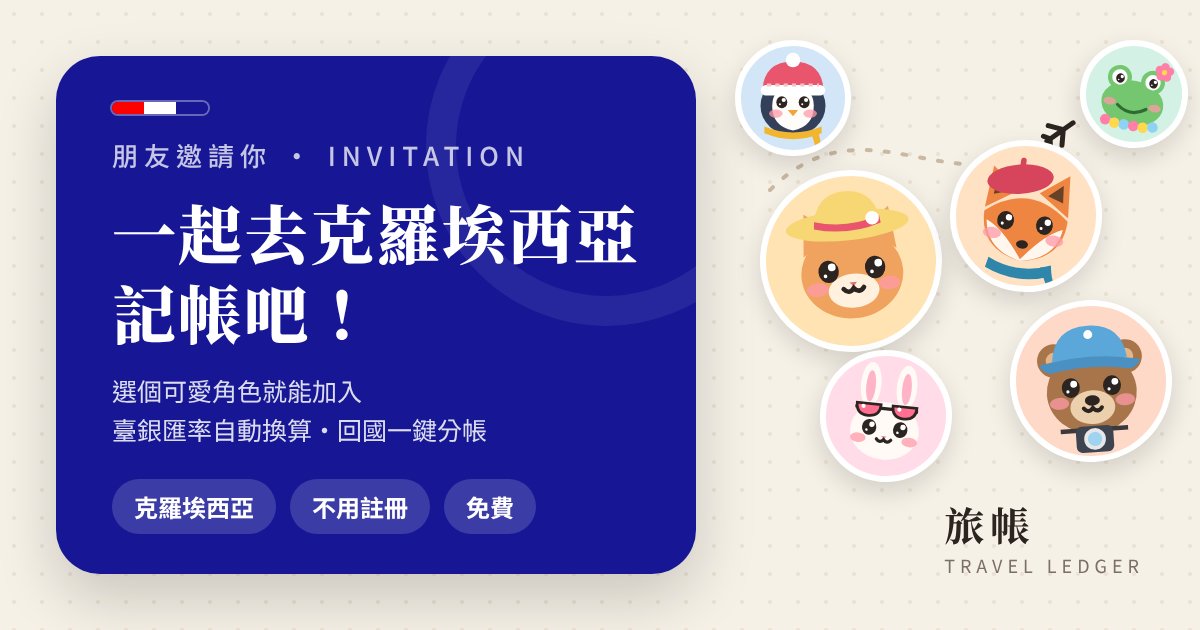 朋友邀請你 • INVITATION
一起去克羅埃西亞
記帳吧！
選個可愛角色就能加入
臺銀匯率自動換算・回國一鍵分帳
克羅埃西亞
不用註冊
免費
旅帳
TRAVEL LEDGER